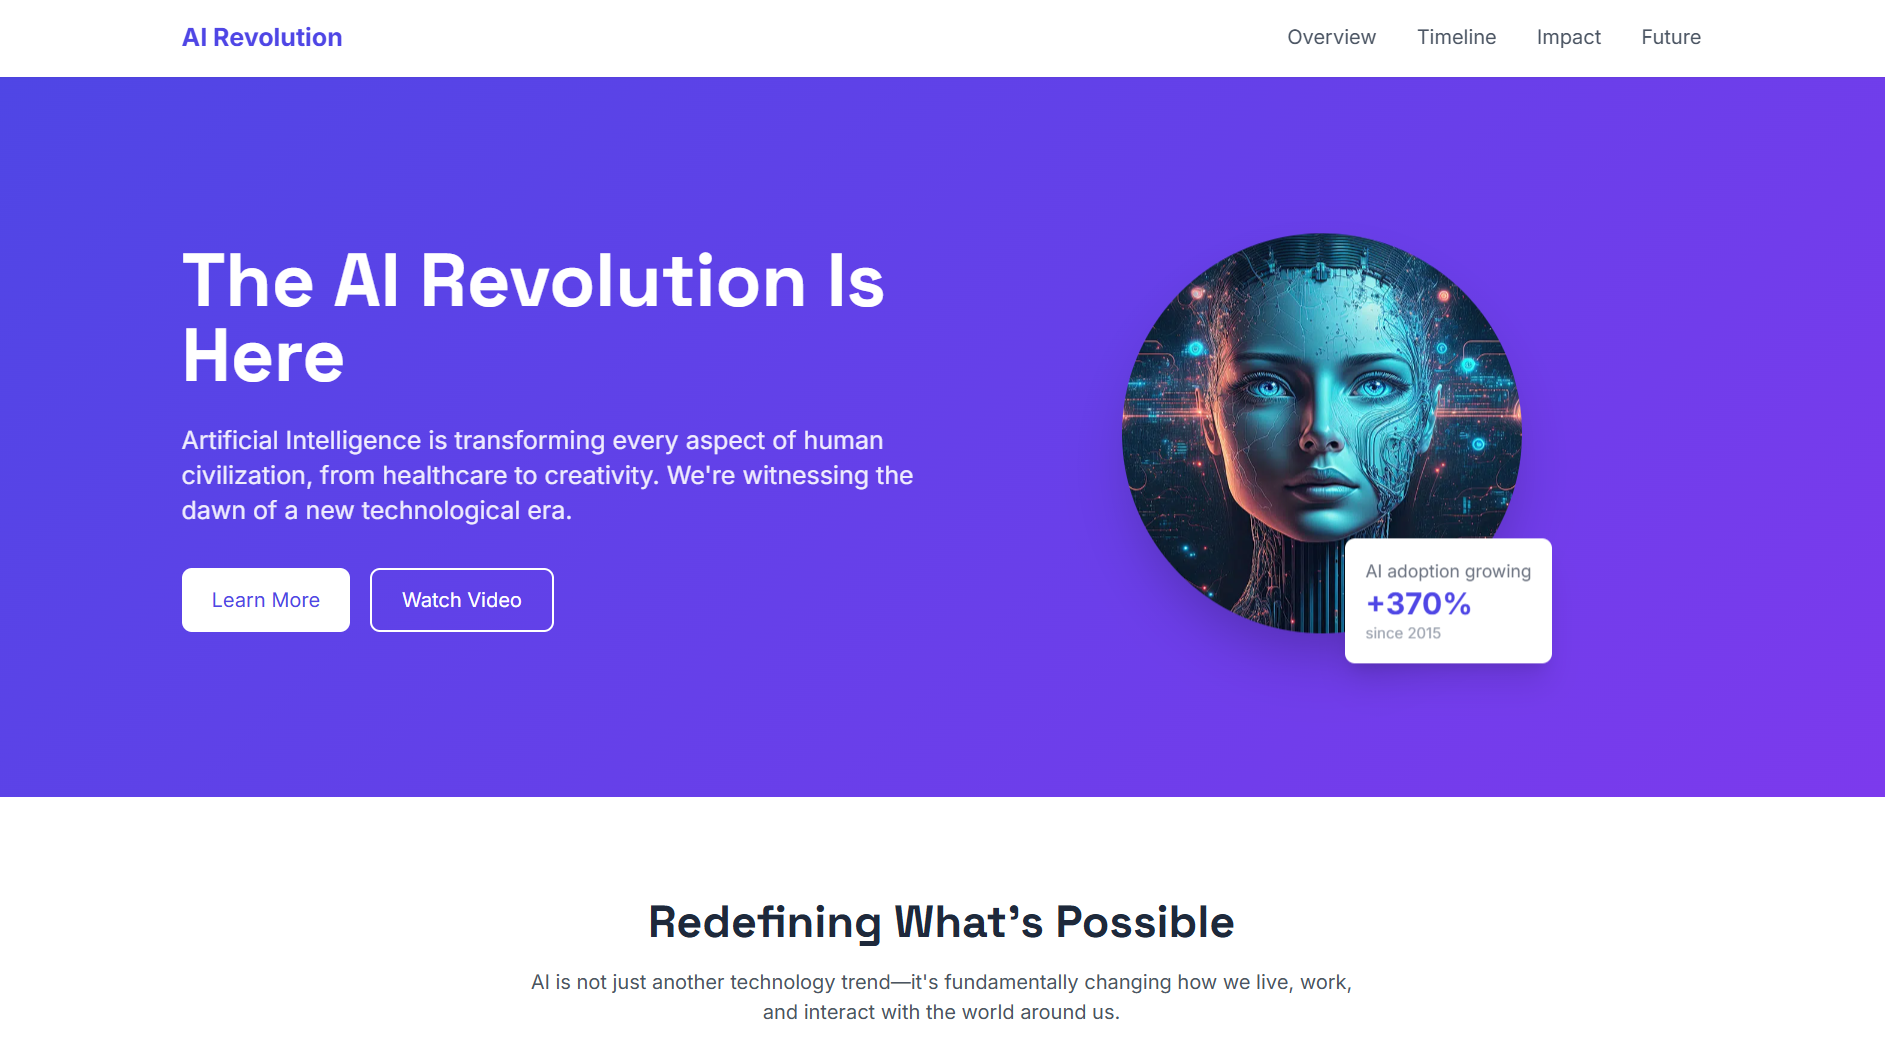 AI Revolution
Overview
Timeline
Impact
Future
The AI Revolution Is
Here
Artificial Intelligence is transforming every aspect of human
civilization, from healthcare to creativity. We're witnessing the
dawn of a new technological era.
Learn More
Watch Video
AI adoption growing
+370%
since 2015
Redefining What's Possible
AI is not just another technology trend—it's fundamentally changing how we live, work,
and interact with the world around us.